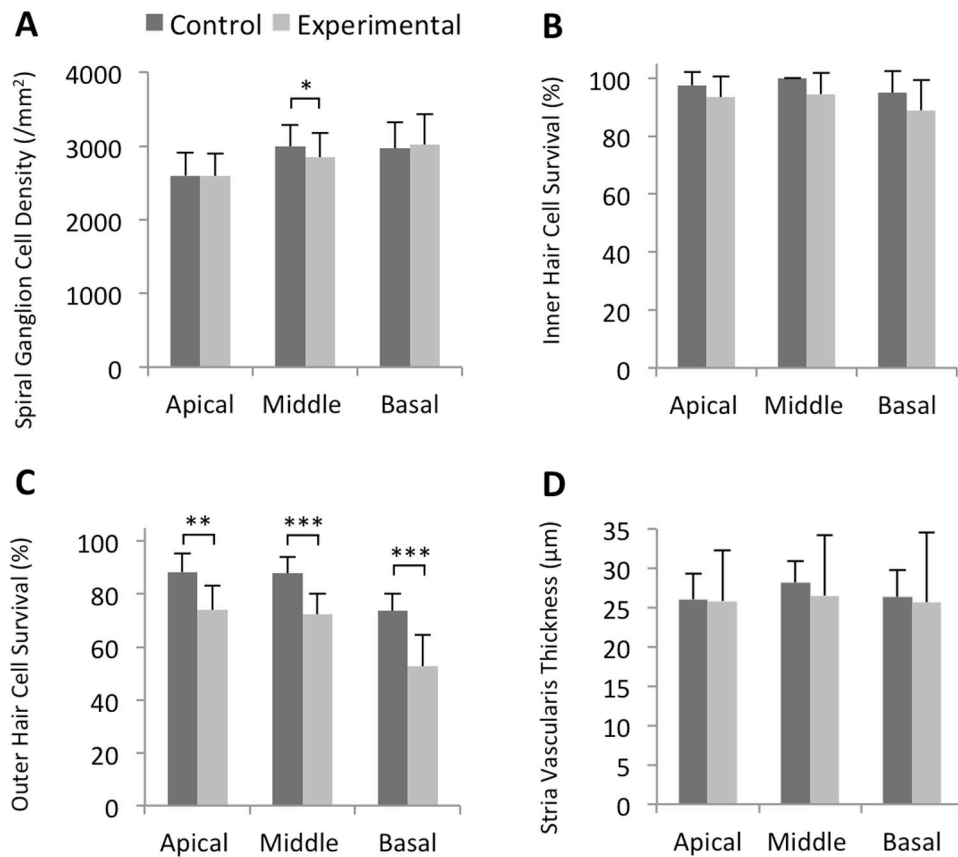 A
Control Experimental
Spiral Ganglion Cell Density (/mm²)
4000
3000
2000
1000
0
*
Apical Middle Basal
B
Inner Hair Cell Survival (%)
100
80
60
40
20
0
Apical Middle Basal
C
Outer Hair Cell Survival (%)
100
80
60
40
20
0
** *** ***
Apical Middle Basal
D
Stria Vascularis Thickness (μm)
35
30
25
20
15
10
5
0
Apical Middle Basal